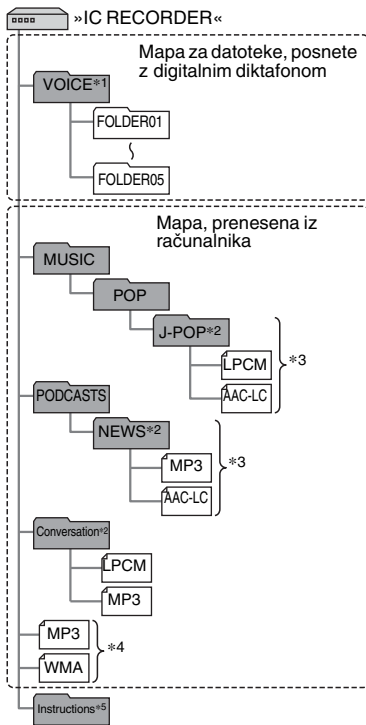 »IC RECORDER«
Mapa za datoteke, posnete
z digitalnim diktafonom
VOICE*1
FOLDER01
FOLDER05
Mapa, prenesena iz
računalnika
MUSIC
POP
J-POP*2
LPCM
*3
AAC-LC
PODCASTS
NEWS*2
MP3
*3
AAC-LC
Conversation*2
LPCM
MP3
MP3
*4
WMA
Instructions*5